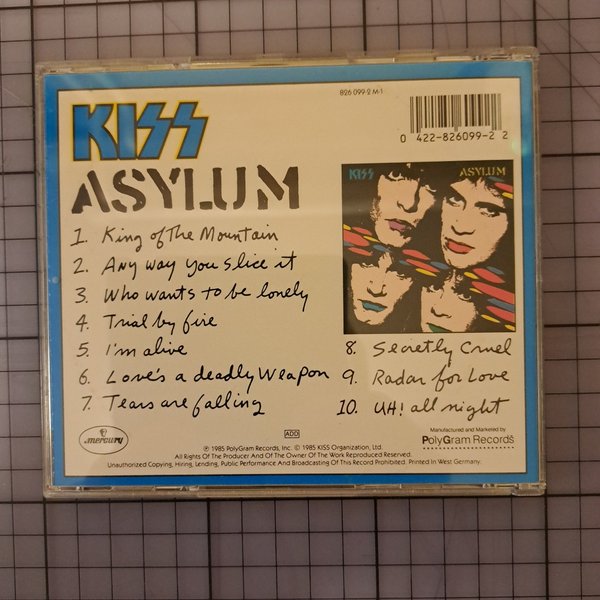 826 099-2 M-1
0 422-826099-2 2
KISS
ASYLUM
KISS ASYLUM
1. King of The Mountain
2. Any way you slice it
3. Who wants to be lonely
4. Trial by fire
5. I'm alive
6. Love's a deadly Weapon
7. Tears are falling
8. Secretly Cruel
9. Radar for Love
10. UH! all night
mercury
ADD
Manufactured and Marketed by
PolyGram Records
℗ 1985 PolyGram Records, Inc. © 1985 KISS Organization, Ltd.
All Rights Of The Producer And Of The Owner Of The Work Reproduced Reserved.
Unauthorized Copying, Hiring, Lending, Public Performance And Broadcasting Of This Record Prohibited. Printed In West Germany.